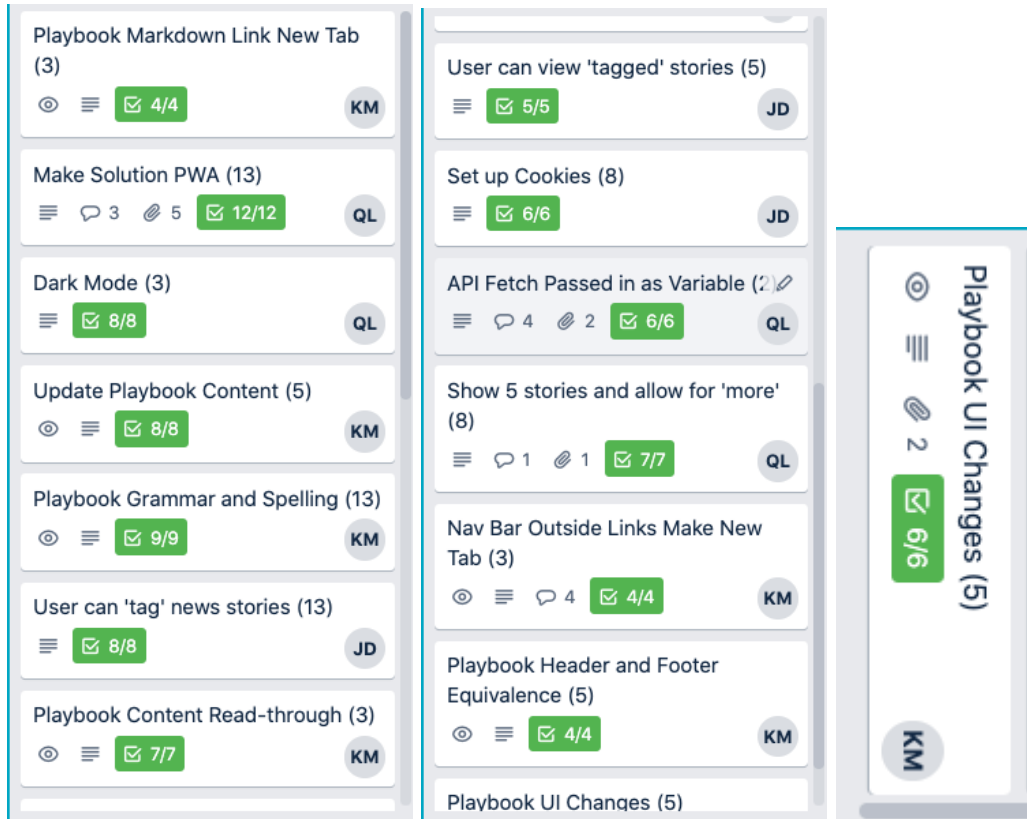 Playbook Markdown Link New Tab
(3)
4/4
KM
Make Solution PWA (13)
3 5 12/12
QL
Dark Mode (3)
8/8
QL
Update Playbook Content (5)
8/8
KM
Playbook Grammar and Spelling (13)
9/9
KM
User can 'tag' news stories (13)
8/8
JD
Playbook Content Read-through (3)
7/7
KM
User can view 'tagged' stories (5)
5/5
JD
Set up Cookies (8)
6/6
JD
API Fetch Passed in as Variable (2)
4 2 6/6
QL
Show 5 stories and allow for 'more'
(8)
1 1 7/7
QL
Nav Bar Outside Links Make New
Tab (3)
4 4/4
KM
Playbook Header and Footer
Equivalence (5)
4/4
KM
Playbook UI Changes (5)
Playbook UI Changes (5)
2 6/6
KM